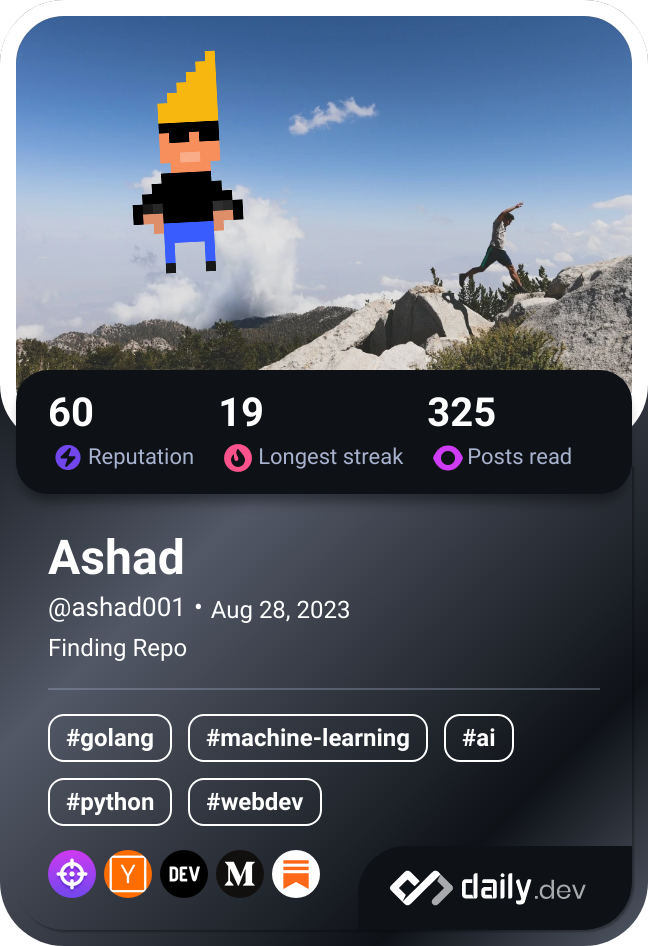 60 19 325
Reputation Longest streak Posts read
Ashad
@ashad001 • Aug 28, 2023
Finding Repo
#golang #machine-learning #ai
#python #webdev
Y DEV M
daily.dev